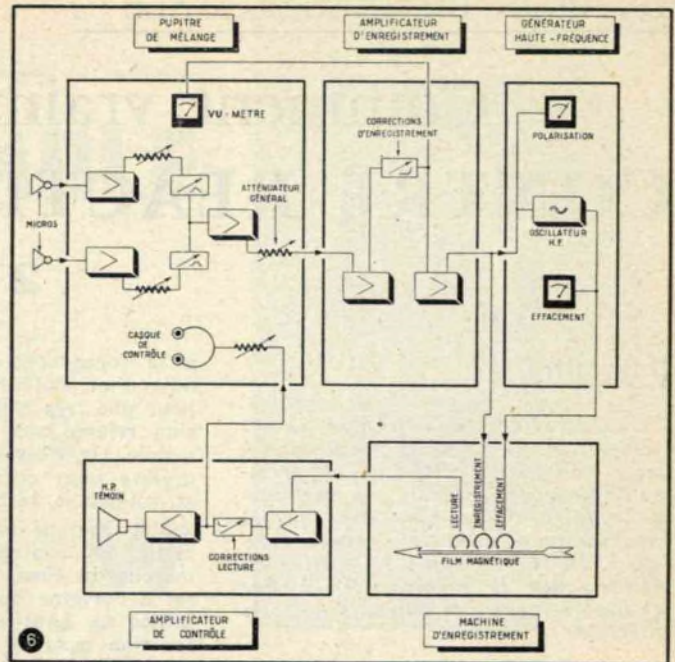 PUPITRE
DE MÉLANGE
AMPLIFICATEUR
D'ENREGISTREMENT
GÉNÉRATEUR
HAUTE - FRÉQUENCE
VU - METRE
CORRECTIONS
D'ENREGISTREMENT
POLARISATION
MICROS
ATTÉNUATEUR
GÉNÉRAL
OSCILLATEUR
H.F.
EFFACEMENT
CASQUE
DE
CONTRÔLE
H.P.
TÉMOIN
CORRECTIONS
LECTURE
LECTURE
ENREGISTREMENT
EFFACEMENT
FILM MAGNÉTIQUE
AMPLIFICATEUR
DE CONTRÔLE
MACHINE
D'ENREGISTREMENT
6